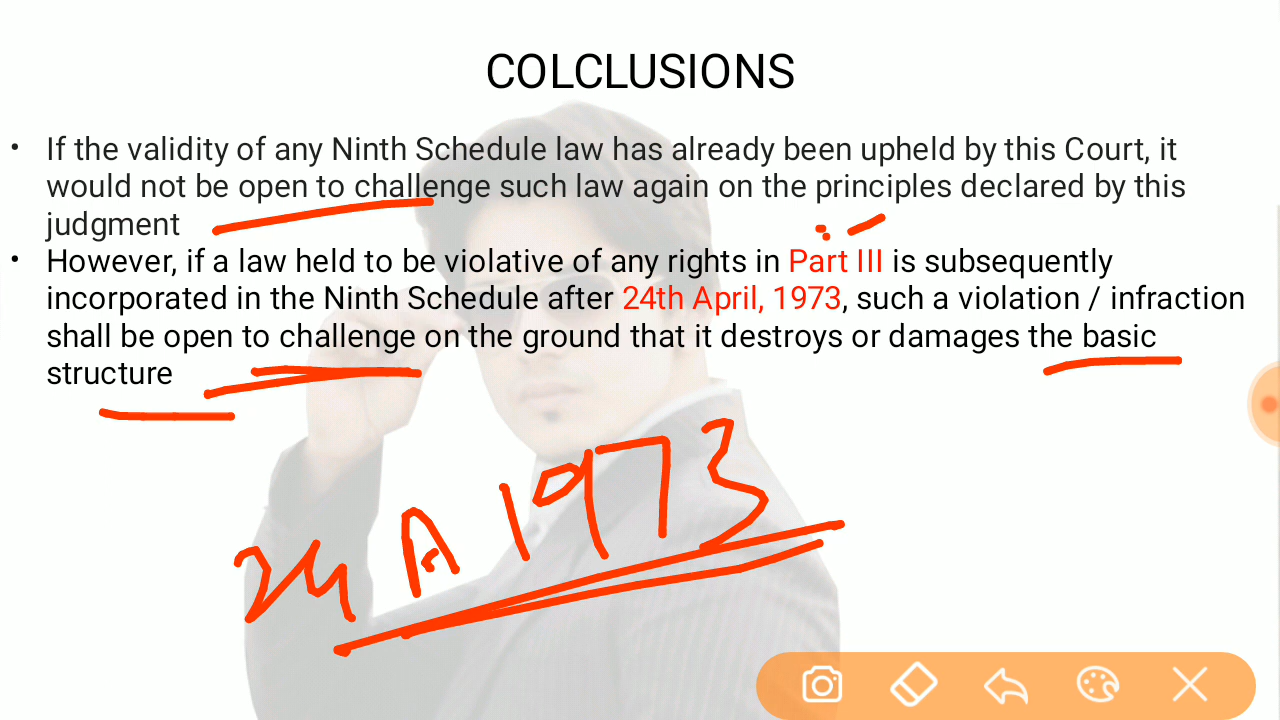 COLCLUSIONS
• If the validity of any Ninth Schedule law has already been upheld by this Court, it
would not be open to challenge such law again on the principles declared by this
judgment
• However, if a law held to be violative of any rights in Part III is subsequently
incorporated in the Ninth Schedule after 24th April, 1973, such a violation / infraction
shall be open to challenge on the ground that it destroys or damages the basic
structure
24 A 1973